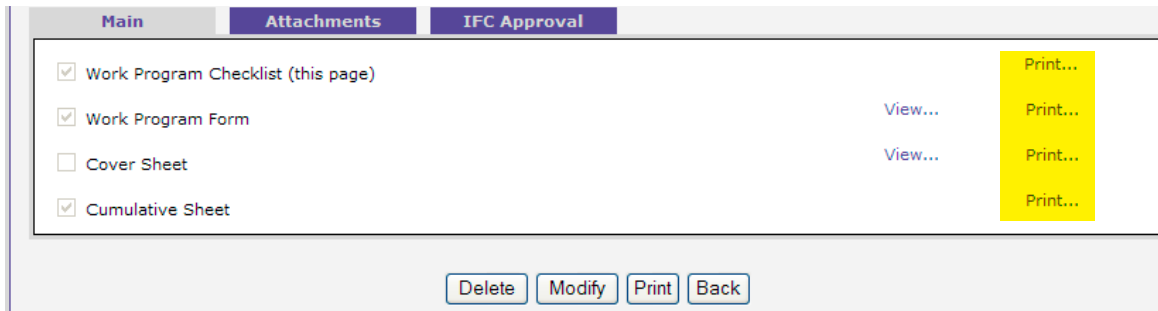 Main Attachments IFC Approval
Work Program Checklist (this page) Print...
Work Program Form View... Print...
Cover Sheet View... Print...
Cumulative Sheet Print...
Delete Modify Print Back